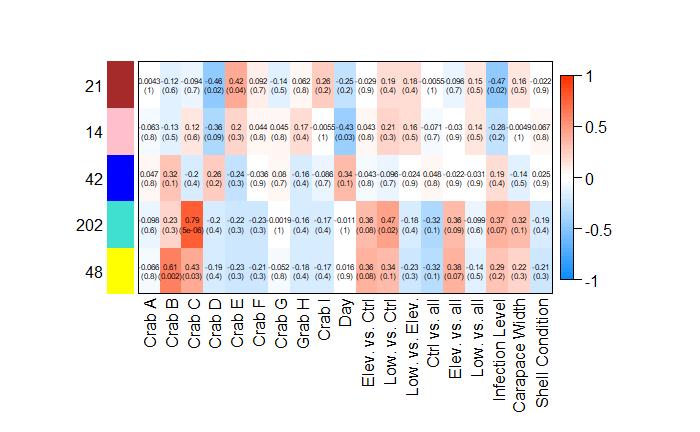 0.0043 -0.12 -0.094 -0.46 0.42 0.092 -0.14 0.062 0.26 -0.25 -0.029 0.19 0.18 -0.0055 -0.096 0.15 -0.47 0.16 -0.022
21
(1) (0.6) (0.7) (0.02) (0.04) (0.7) (0.5) (0.8) (0.2) (0.2) (0.9) (0.4) (0.4) (1) (0.7) (0.5) (0.02) (0.5) (0.9)
-0.063 -0.13 0.12 -0.36 0.2 0.044 0.045 0.17 -0.0055 -0.43 0.043 0.21 0.16 -0.071 -0.03 0.14 -0.28 -0.0049 0.067
14
(0.8) (0.5) (0.6) (0.09) (0.3) (0.8) (0.8) (0.4) (1) (0.03) (0.8) (0.3) (0.5) (0.7) (0.9) (0.5) (0.2) (1) (0.8)
0.047 0.32 -0.2 0.26 -0.24 -0.036 0.08 -0.16 -0.086 0.34 -0.043 -0.096 -0.024 0.048 -0.022 -0.031 0.19 -0.14 0.025
42
(0.8) (0.1) (0.4) (0.2) (0.3) (0.9) (0.7) (0.4) (0.7) (0.1) (0.8) (0.7) (0.9) (0.8) (0.9) (0.9) (0.4) (0.5) (0.9)
-0.098 0.23 0.79 -0.2 -0.22 -0.23 -0.0019 -0.16 -0.17 -0.011 0.36 0.47 -0.18 -0.32 0.36 -0.099 0.37 0.32 -0.19
202
(0.6) (0.3) (5e-06) (0.4) (0.3) (0.3) (1) (0.4) (0.4) (1) (0.08) (0.02) (0.4) (0.1) (0.09) (0.6) (0.07) (0.1) (0.4)
-0.066 0.61 0.43 -0.19 -0.23 -0.21 -0.052 -0.18 -0.17 0.016 0.36 0.34 -0.23 -0.32 0.38 -0.14 0.29 0.22 -0.21
48
(0.8) (0.002) (0.03) (0.4) (0.3) (0.3) (0.8) (0.4) (0.4) (0.9) (0.08) (0.1) (0.3) (0.1) (0.07) (0.5) (0.2) (0.3) (0.3)
Crab A
Crab B
Crab C
Crab D
Crab E
Crab F
Crab G
Grab H
Crab I
Day
Elev. vs. Ctrl
Low. vs. Ctrl
Low. vs. Elev.
Ctrl vs. all
Elev. vs. all
Low. vs. all
Infection Level
Carapace Width
Shell Condition
1
0.5
0
-0.5
-1